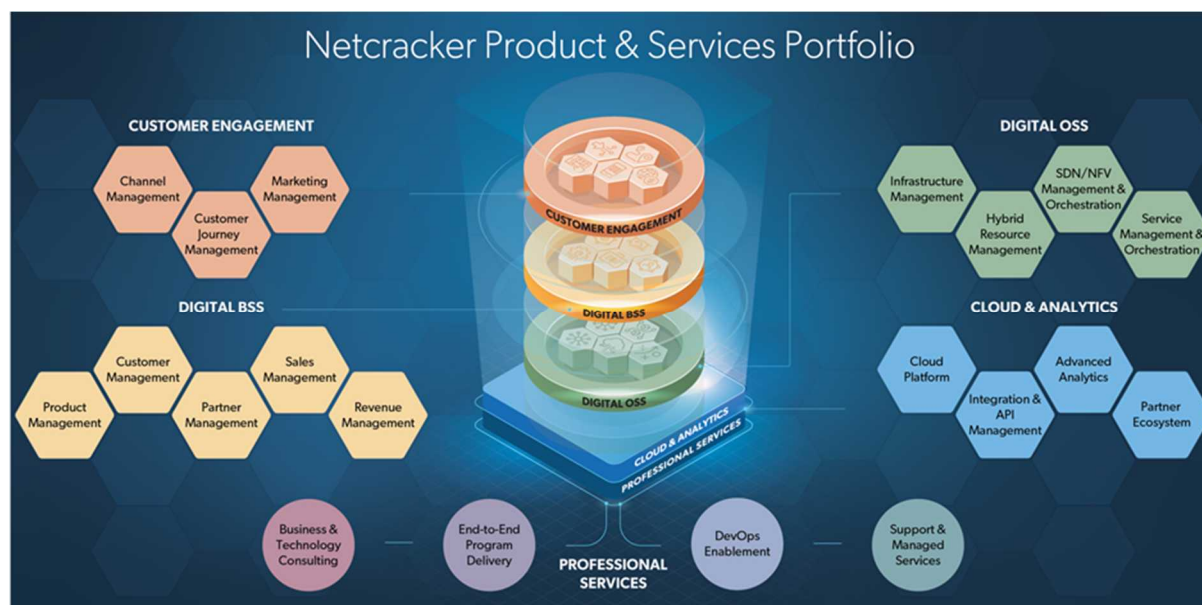 Netcracker Product & Services Portfolio
CUSTOMER ENGAGEMENT
Channel
Management
Customer
Journey
Management
Marketing
Management
DIGITAL BSS
Product
Management
Customer
Management
Partner
Management
Sales
Management
Revenue
Management
CUSTOMER ENGAGEMENT
DIGITAL BSS
DIGITAL OSS
CLOUD & ANALYTICS
PROFESSIONAL SERVICES
DIGITAL OSS
Infrastructure
Management
Hybrid
Resource
Management
SDN/NFV
Management &
Orchestration
Service
Management &
Orchestration
CLOUD & ANALYTICS
Cloud
Platform
Integration &
API
Management
Advanced
Analytics
Partner
Ecosystem
Business &
Technology
Consulting
End-to-End
Program
Delivery
PROFESSIONAL
SERVICES
DevOps
Enablement
Support &
Managed
Services